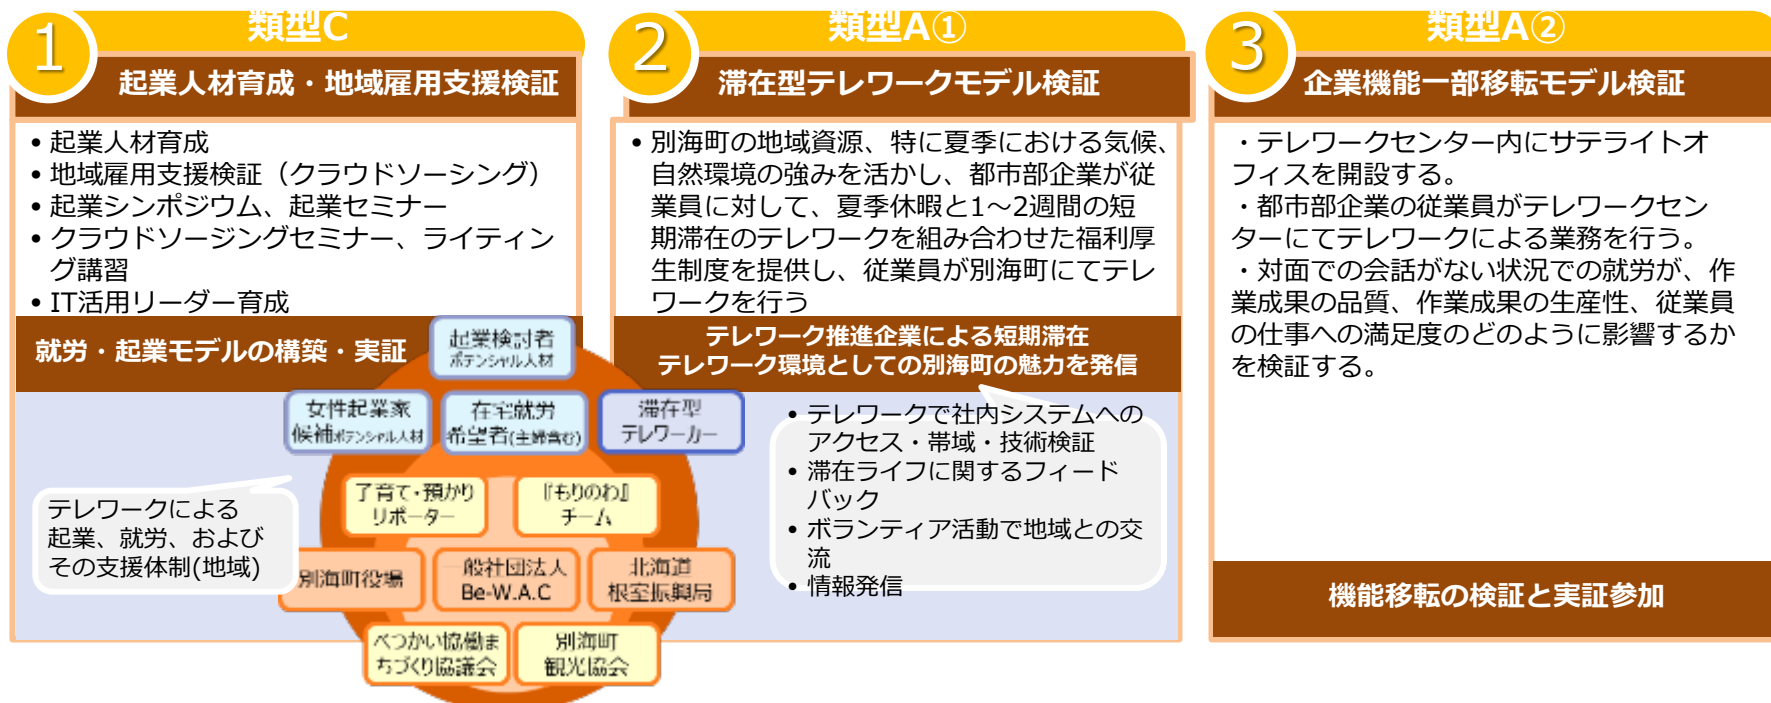 1
類型C
起業人材育成・地域雇用支援検証
• 起業人材育成
• 地域雇用支援検証（クラウドソーシング）
• 起業シンポジウム、起業セミナー
• クラウドソージングセミナー、ライティン
グ講習
• IT活用リーダー育成
就労・起業モデルの構築・実証
2
類型A①
滞在型テレワークモデル検証
• 別海町の地域資源、特に夏季における気候、
自然環境の強みを活かし、都市部企業が従
業員に対して、夏季休暇と1～2週間の短
期滞在のテレワークを組み合わせた福利厚
生制度を提供し、従業員が別海町にてテレ
ワークを行う
テレワーク推進企業による短期滞在
テレワーク環境としての別海町の魅力を発信
起業検討者
ポテンシャル人材
女性起業家
候補ポテンシャル人材
在宅就労
希望者(主婦含む)
滞在型
テレワーカー
子育て・預かり
リポーター
『もりのわ』
チーム
別海町役場
一般社団法人
Be-W.A.C
北海道
根室振興局
べつかい協働ま
ちづくり協議会
別海町
観光協会
テレワークによる
起業、就労、および
その支援体制(地域)
• テレワークで社内システムへの
アクセス・帯域・技術検証
• 滞在ライフに関するフィード
バック
• ボランティア活動で地域との交
流
• 情報発信
3
類型A②
企業機能一部移転モデル検証
・テレワークセンター内にサテライトオ
フィスを開設する。
・都市部企業の従業員がテレワークセン
ターにてテレワークによる業務を行う。
・対面での会話がない状況での就労が、作
業成果の品質、作業成果の生産性、従業員
の仕事への満足度のどのように影響するか
を検証する。
機能移転の検証と実証参加